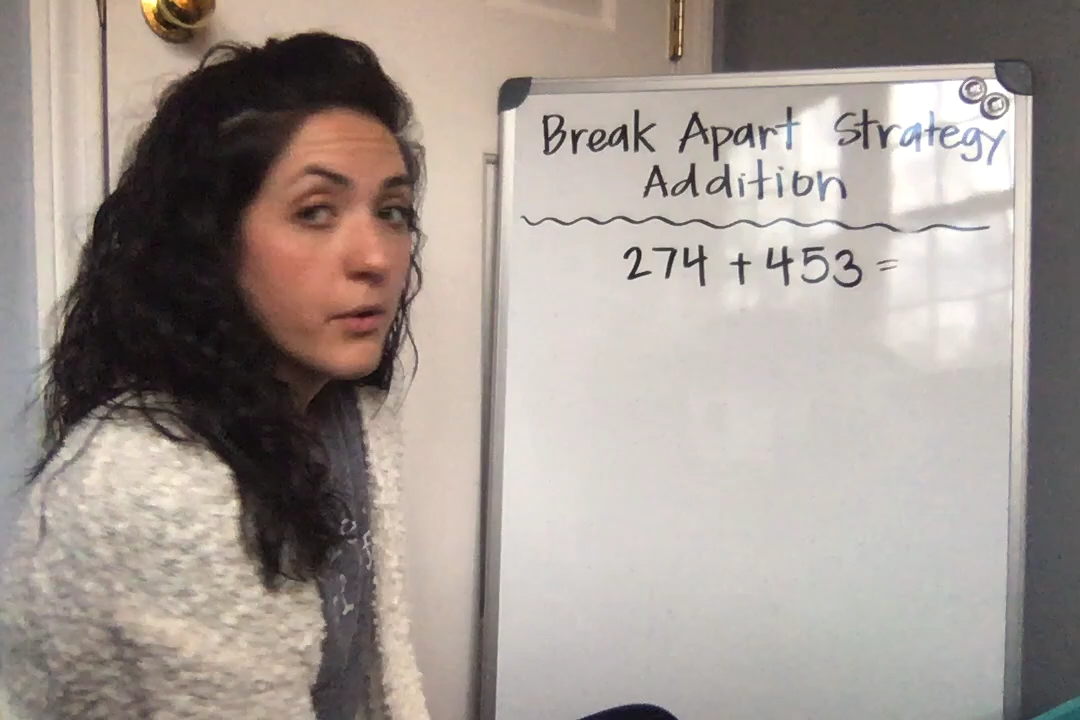 Break Apart Strategy
Addition
274 + 453 =